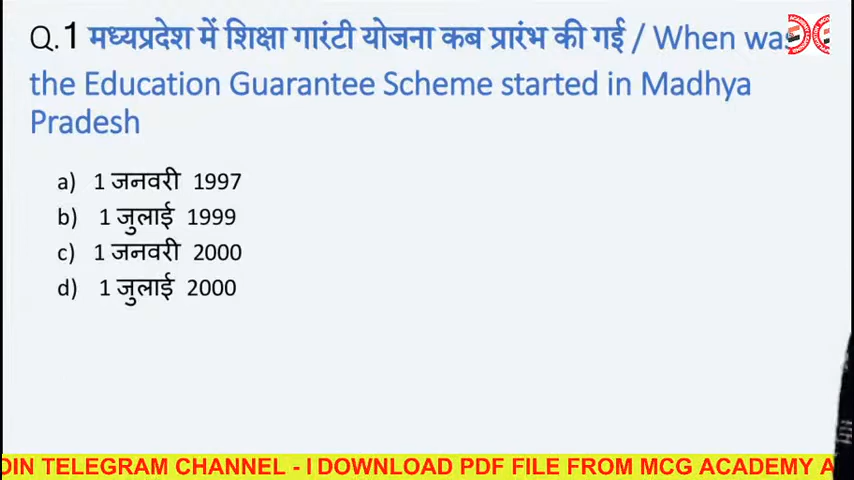 Q.1 मध्यप्रदेश में शिक्षा गारंटी योजना कब प्रारंभ की गई / When was
the Education Guarantee Scheme started in Madhya
Pradesh
a) 1 जनवरी 1997
b) 1 जुलाई 1999
c) 1 जनवरी 2000
d) 1 जुलाई 2000
OIN TELEGRAM CHANNEL - I DOWNLOAD PDF FILE FROM MCG ACADEMY A